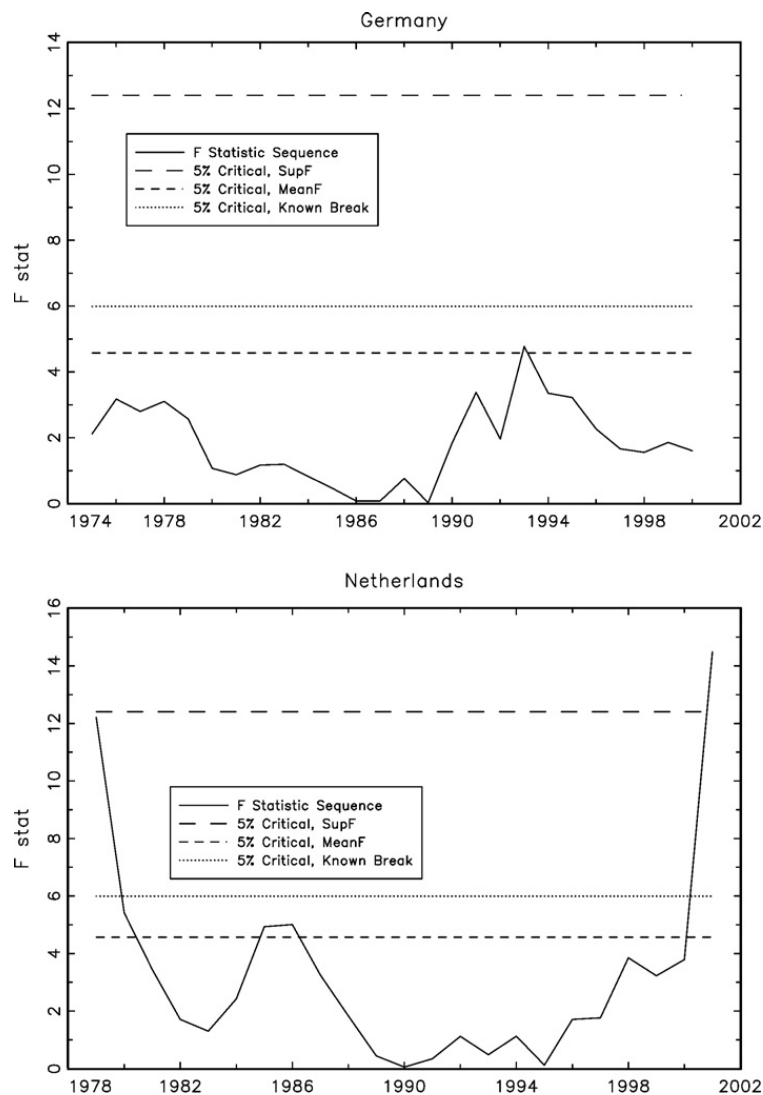 Germany
14
12
10
8
6
4
2
0
F stat
F Statistic Sequence
5% Critical, SupF
5% Critical, MeanF
5% Critical, Known Break
1974 1978 1982 1986 1990 1994 1998 2002
Netherlands
16
14
12
10
8
6
4
2
0
F stat
F Statistic Sequence
5% Critical, SupF
5% Critical, MeanF
5% Critical, Known Break
1978 1982 1986 1990 1994 1998 2002